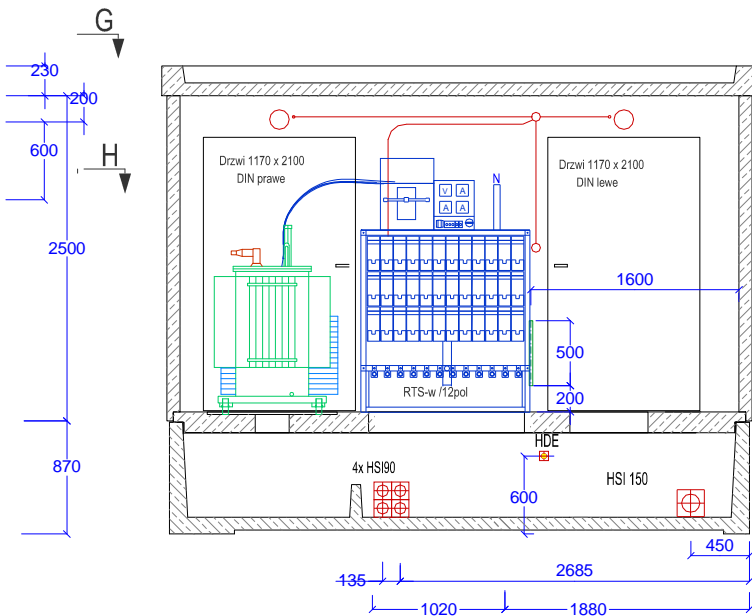 G
230
200
600
H
2500
870
Drzwi 1170 x 2100
DIN prawe
Drzwi 1170 x 2100
DIN lewe
V A
A A
N
1600
500
200
RTS-w /12pol
HDE
4x HSI90
HSI 150
600
450
135
2685
1020
1880